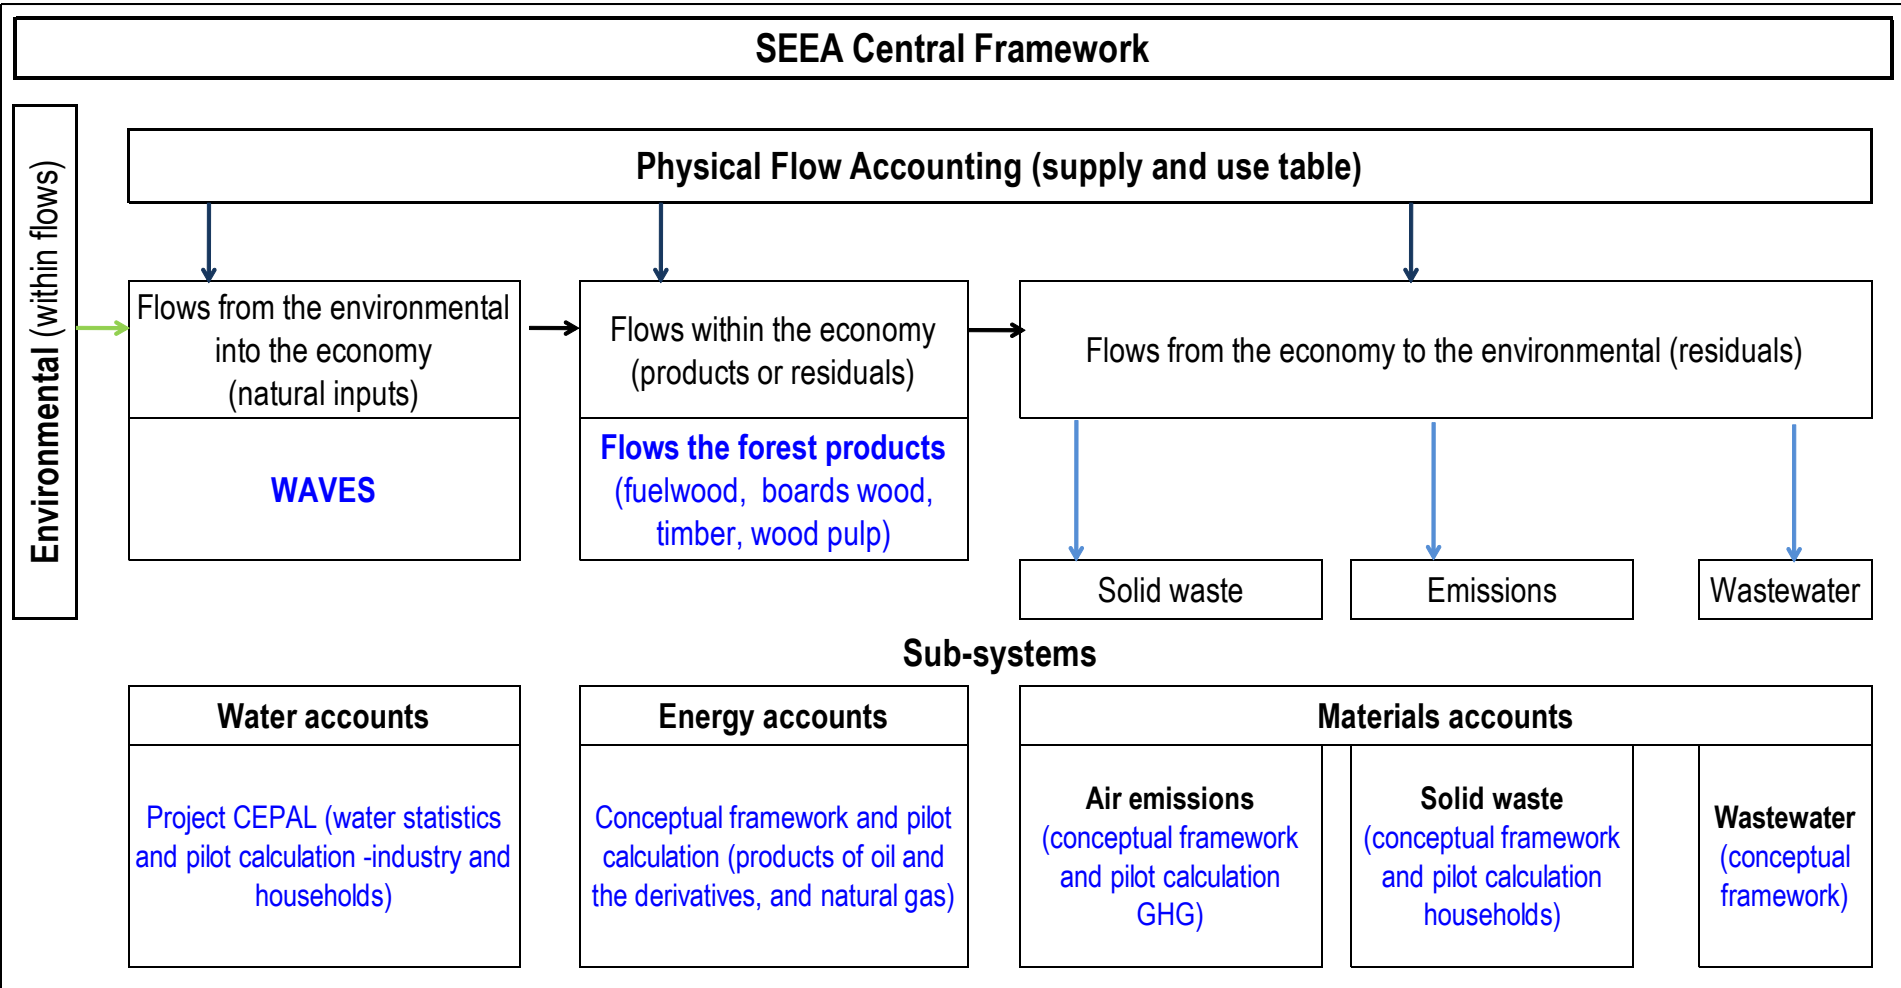 SEEA Central Framework
Environmental (within flows)
Physical Flow Accounting (supply and use table)
Flows from the environmental
into the economy
(natural inputs)
Flows within the economy
(products or residuals)
Flows from the economy to the environmental (residuals)
WAVES
Flows the forest products
(fuelwood, boards wood,
timber, wood pulp)
Solid waste
Emissions
Wastewater
Sub-systems
Water accounts
Energy accounts
Materials accounts
Project CEPAL (water statistics
and pilot calculation -industry and
households)
Conceptual framework and pilot
calculation (products of oil and
the derivatives, and natural gas)
Air emissions
(conceptual framework
and pilot calculation
GHG)
Solid waste
(conceptual framework
and pilot calculation
households)
Wastewater
(conceptual
framework)